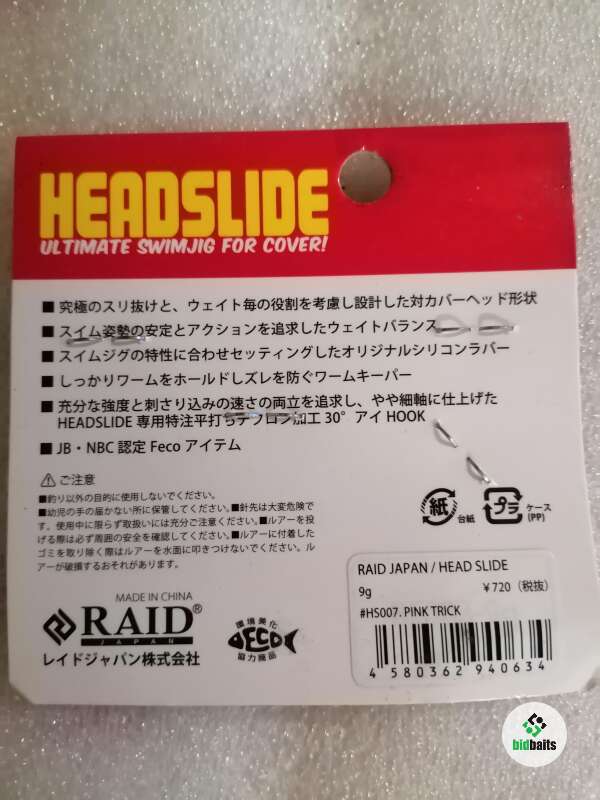 HEADSLIDE
ULTIMATE SWIMJIG FOR COVER!
■ 究極のスリ抜けと、ウェイト毎の役割を考慮し設計した対カバーヘッド形状
■ スイム姿勢の安定とアクションを追求したウェイトバランス
■ スイムジグの特性に合わせセッティングしたオリジナルシリコンラバー
■ しっかりワームをホールドしズレを防ぐワームキーパー
■ 充分な強度と刺さり込みの速さの両立を追求し、やや細軸に仕上げた
HEADSLIDE 専用特注平打ちテフロン加工 30°アイ HOOK
■ JB・NBC 認定 Feco アイテム
⚠ ご注意
■釣り以外の目的に使用しないでください。
■幼児の手の届かない所に保管してください。■針先は大変危険で
す。使用中に限らず取扱いには充分ご注意ください。■ルアーを投
げる際は必ず周囲の安全を確認してください。■ルアーに付着した
ゴミを取り除く際はルアーを水面に叩きつけないでください。ル
アーが破損するおそれがあります。
紙 台紙
プラ ケース
(PP)
MADE IN CHINA
RAID®
JAPAN
レイドジャパン株式会社
環境美化
ECO
協力商品
RAID JAPAN / HEAD SLIDE
9g ￥720（税抜）
#HS007. PINK TRICK
4 580362 940634
bidbaits